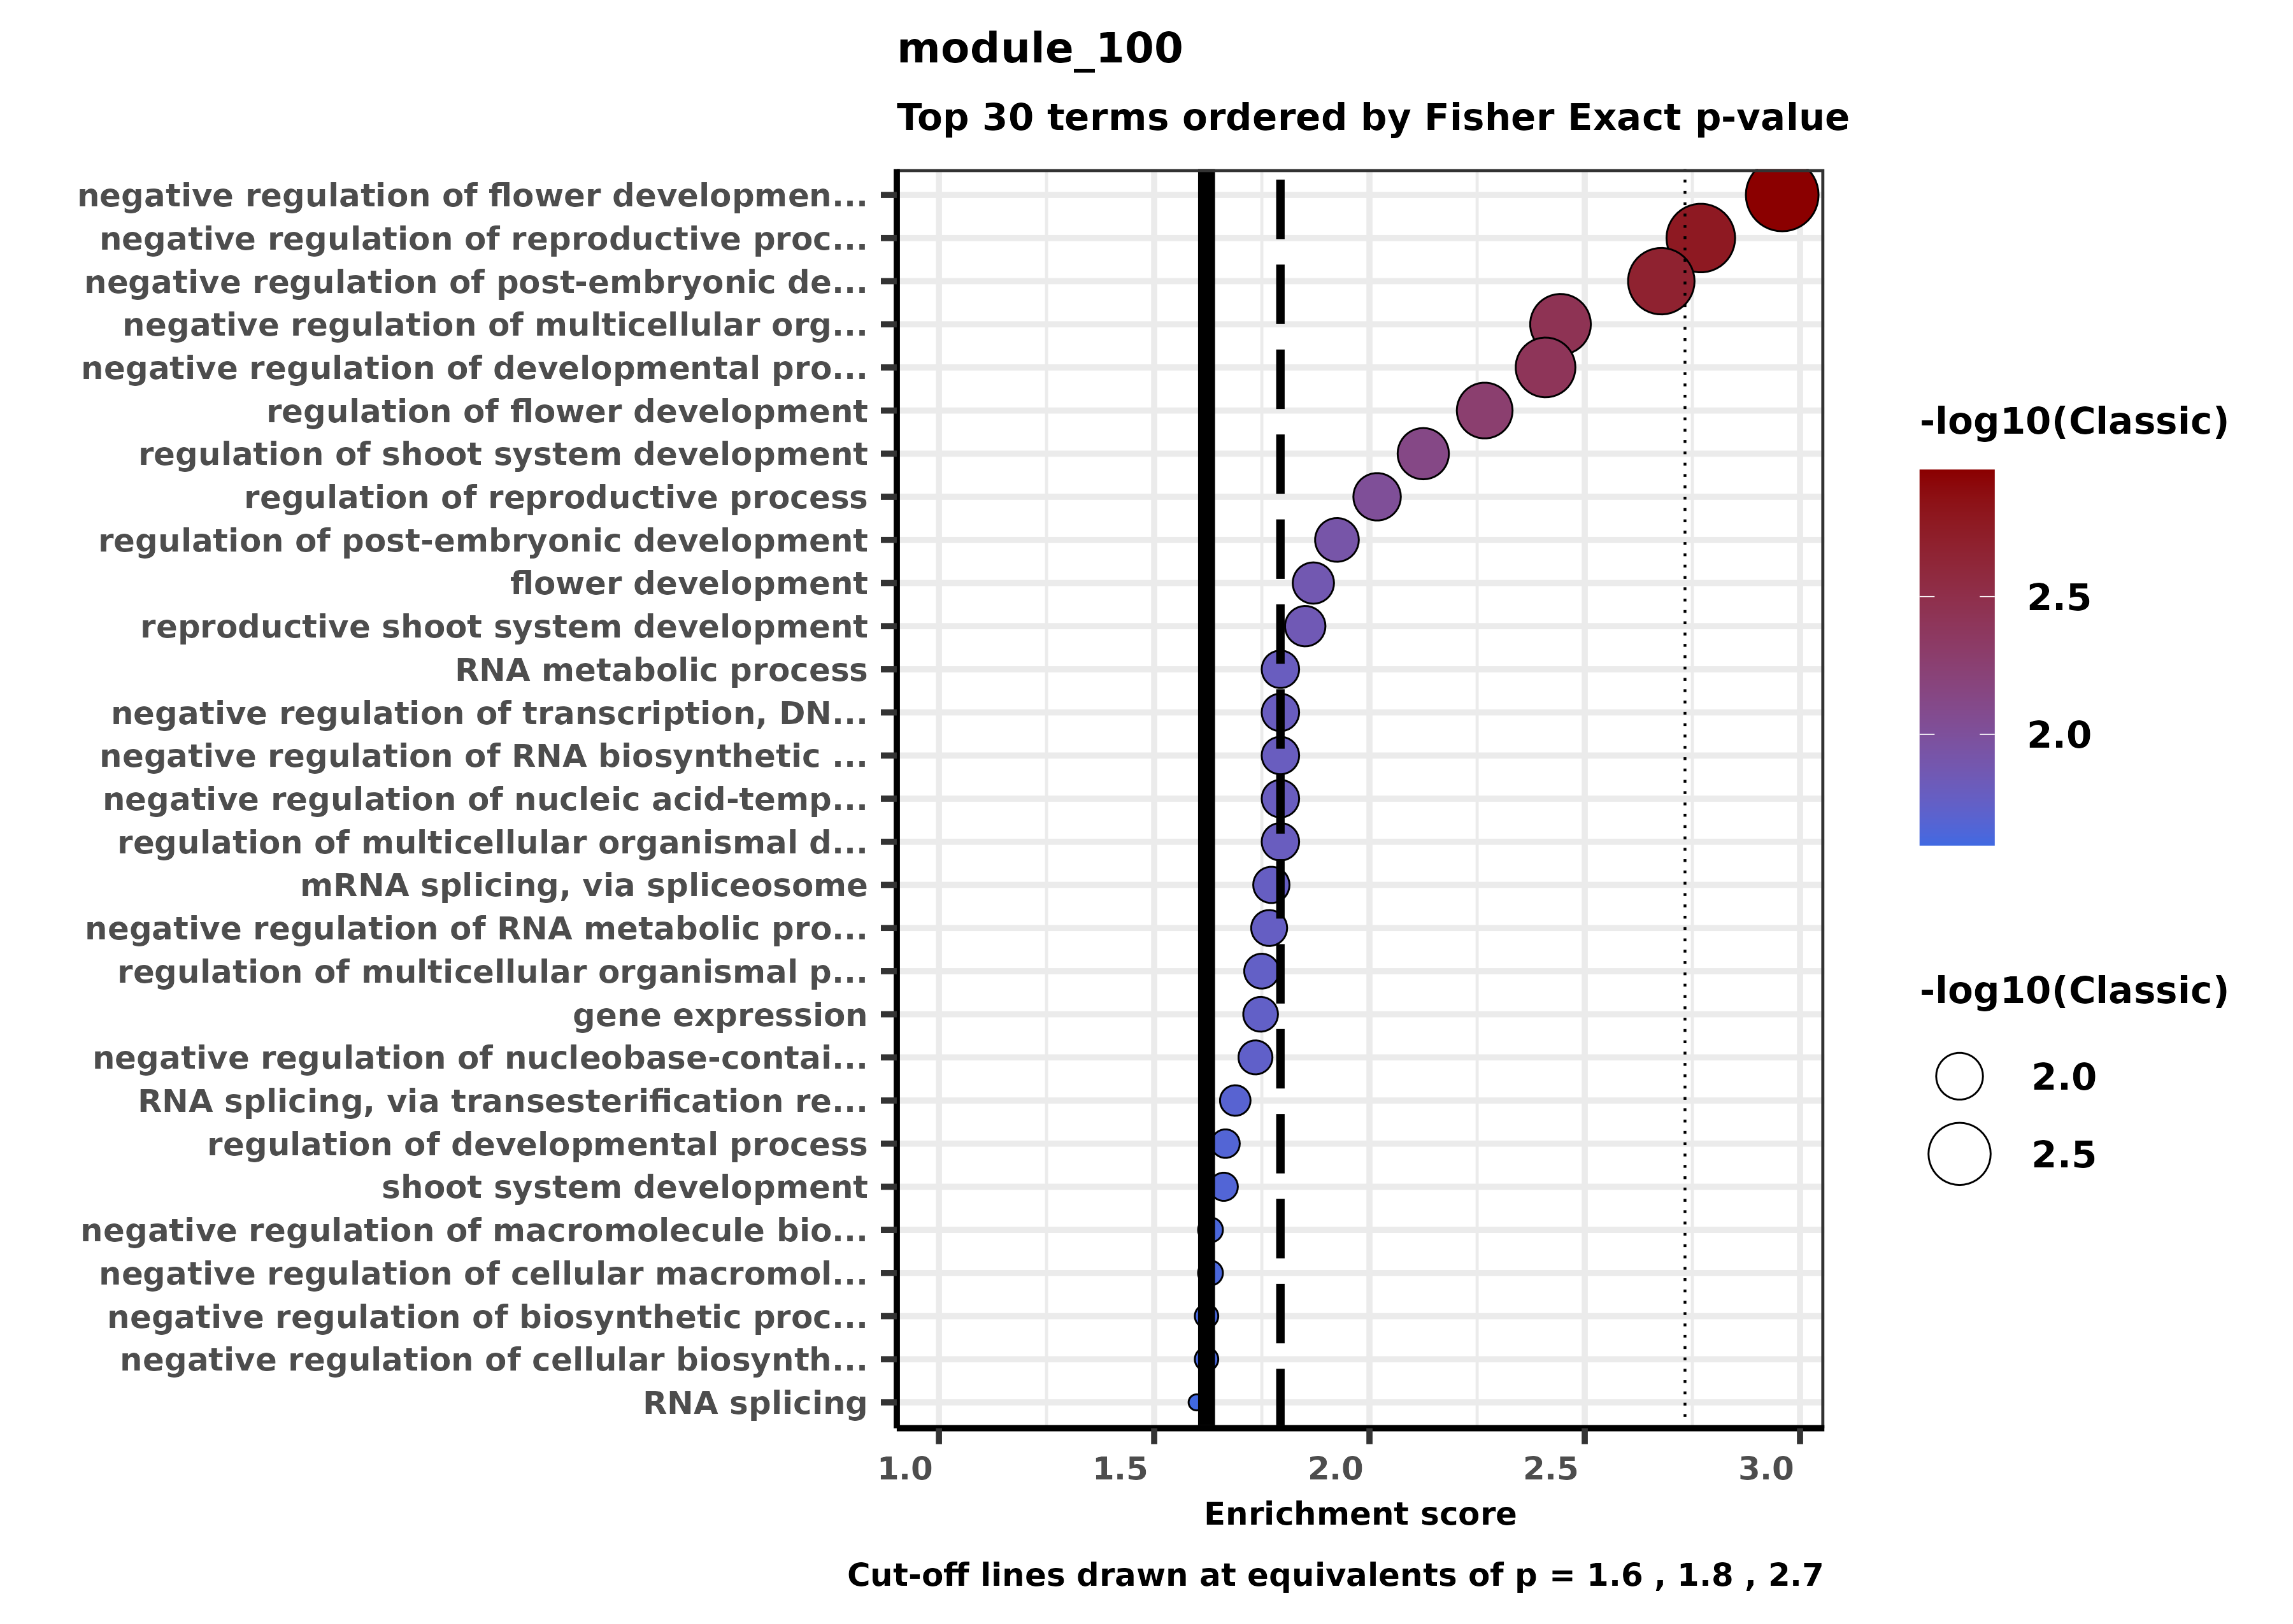 module_100
Top 30 terms ordered by Fisher Exact p-value
negative regulation of flower developmen...
negative regulation of reproductive proc...
negative regulation of post-embryonic de...
negative regulation of multicellular org...
negative regulation of developmental pro...
regulation of flower development
regulation of shoot system development
regulation of reproductive process
regulation of post-embryonic development
flower development
reproductive shoot system development
RNA metabolic process
negative regulation of transcription, DN...
negative regulation of RNA biosynthetic ...
negative regulation of nucleic acid-temp...
regulation of multicellular organismal d...
mRNA splicing, via spliceosome
negative regulation of RNA metabolic pro...
regulation of multicellular organismal p...
gene expression
negative regulation of nucleobase-contai...
RNA splicing, via transesterification re...
regulation of developmental process
shoot system development
negative regulation of macromolecule bio...
negative regulation of cellular macromol...
negative regulation of biosynthetic proc...
negative regulation of cellular biosynth...
RNA splicing
1.0 1.5 2.0 2.5 3.0
Enrichment score
Cut-off lines drawn at equivalents of p = 1.6 , 1.8 , 2.7
-log10(Classic)
2.5
2.0
-log10(Classic)
2.0
2.5